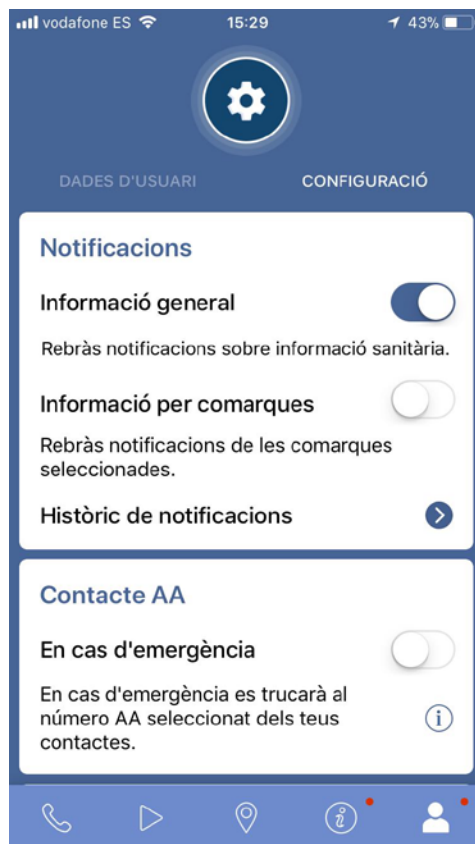 vodafone ES 15:29 43%
DADES D'USUARI CONFIGURACIÓ
Notificacions
Informació general
Rebràs notificacions sobre informació sanitària.
Informació per comarques
Rebràs notificacions de les comarques
seleccionades.
Històric de notificacions
Contacte AA
En cas d'emergència
En cas d'emergència es trucarà al
número AA seleccionat dels teus
contactes.